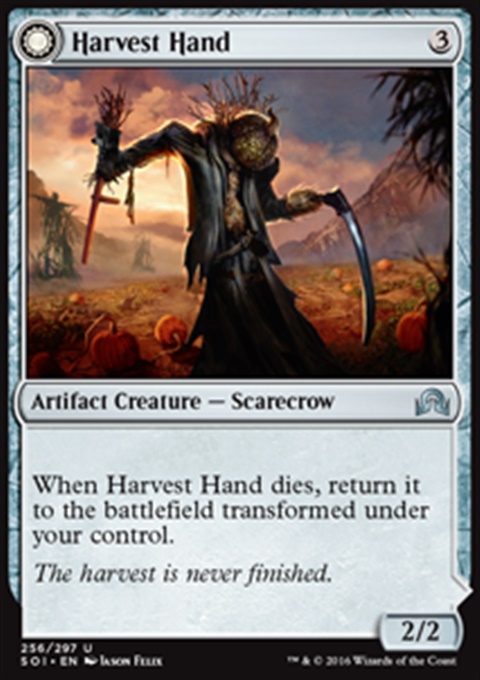 Harvest Hand 3
Artifact Creature — Scarecrow
When Harvest Hand dies, return it
to the battlefield transformed under
your control.
The harvest is never finished.
2/2
256/297 U
SOI • EN Jason Felix
™ & © 2016 Wizards of the Coast